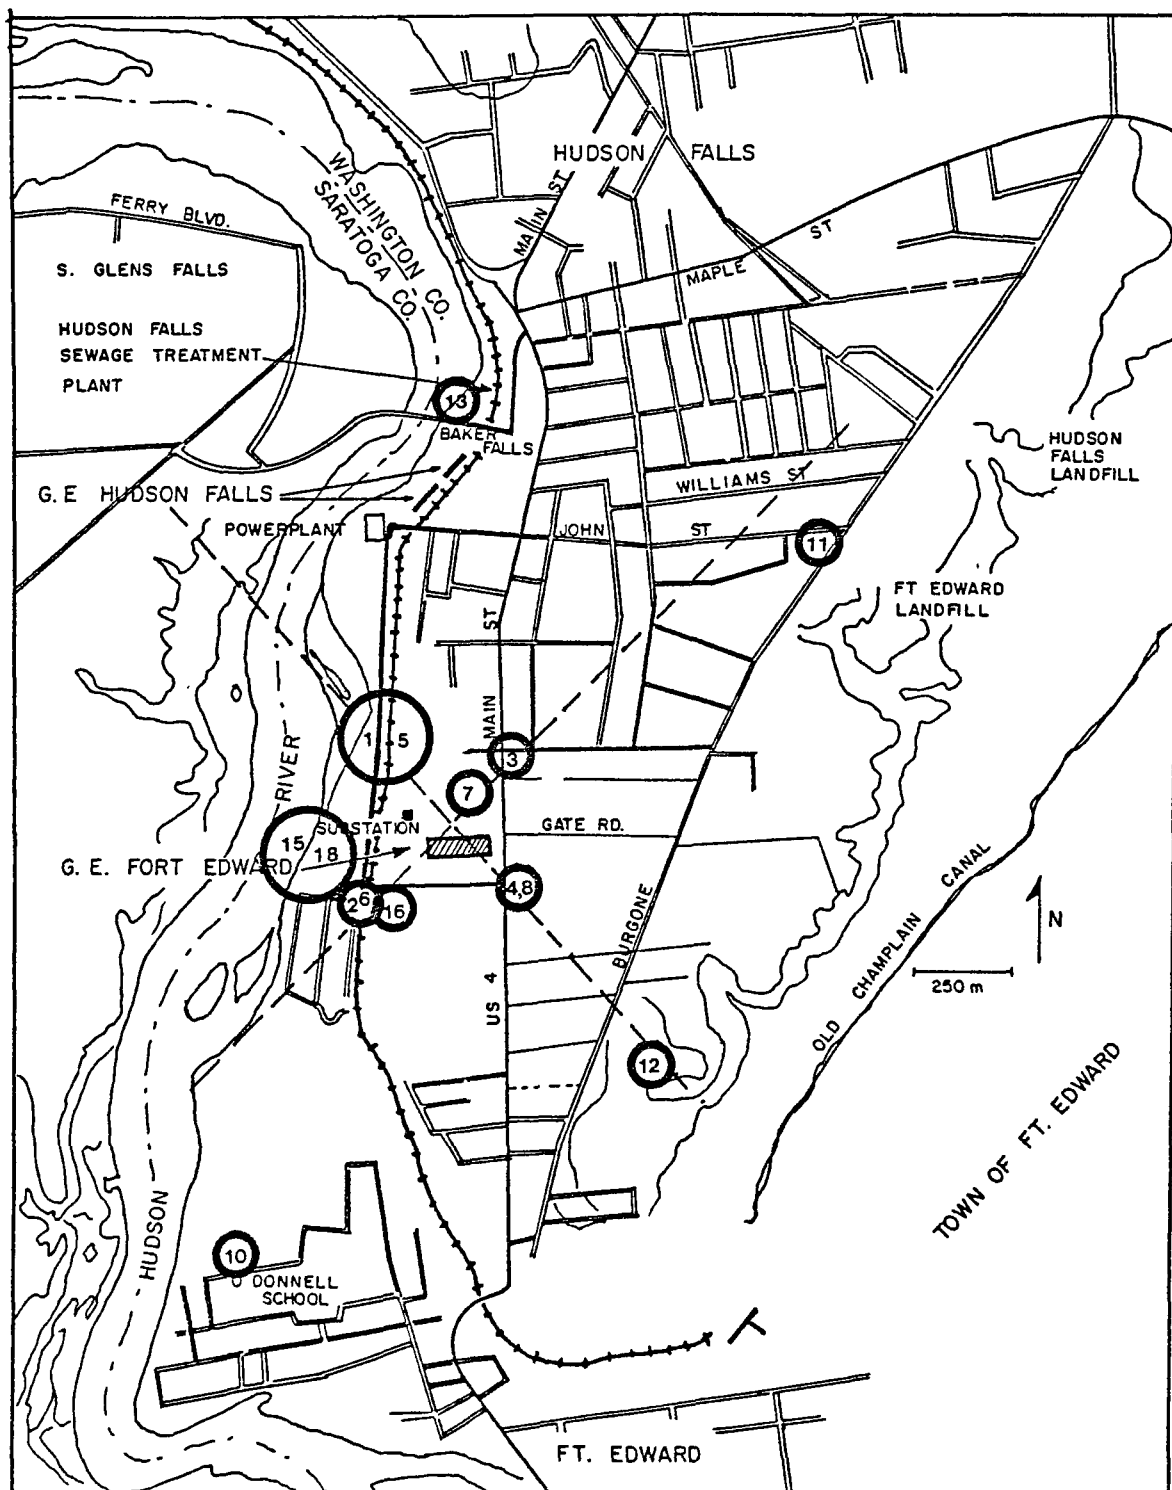 HUDSON FALLS
MAIN ST
WASHINGTON CO.
SARATOGA CO.
FERRY BLVD.
MAPLE ST
S. GLENS FALLS
HUDSON FALLS
SEWAGE TREATMENT
PLANT
13
BAKER
FALLS
HUDSON
FALLS
LANDFILL
WILLIAMS ST
G.E HUDSON FALLS
POWERPLANT
JOHN ST
11
FT EDWARD
LANDFILL
MAIN ST
1
5
3
7
RIVER
SUBSTATION
GATE RD.
15
18
G. E. FORT EDWARD
2
6
16
4,8
BURGONE
OLD CHAMPLAIN CANAL
N
250 m
US 4
12
TOWN OF FT. EDWARD
HUDSON
10
O DONNELL
SCHOOL
FT. EDWARD